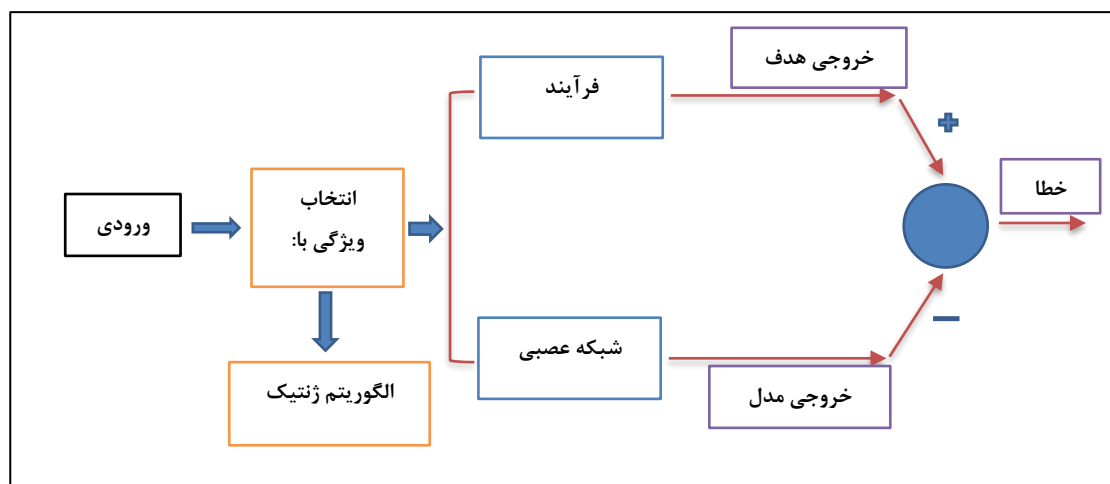 ورودی
انتخاب
ویژگی با:
الگوریتم ژنتیک
فرآیند
خروجی هدف
+
شبکه عصبی
خروجی مدل
−
خطا